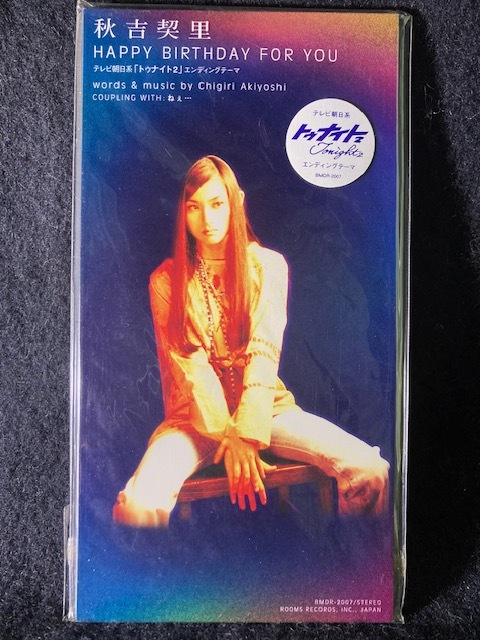 秋吉契里
HAPPY BIRTHDAY FOR YOU
テレビ朝日系「トゥナイト2」エンディングテーマ
words & music by Chigiri Akiyoshi
COUPLING WITH: ねぇ…
テレビ朝日系
トゥナイト2
Tonight2
エンディングテーマ
BMDR-2007
BMDR-2007/STEREO
ROOMS RECORDS, INC., JAPAN